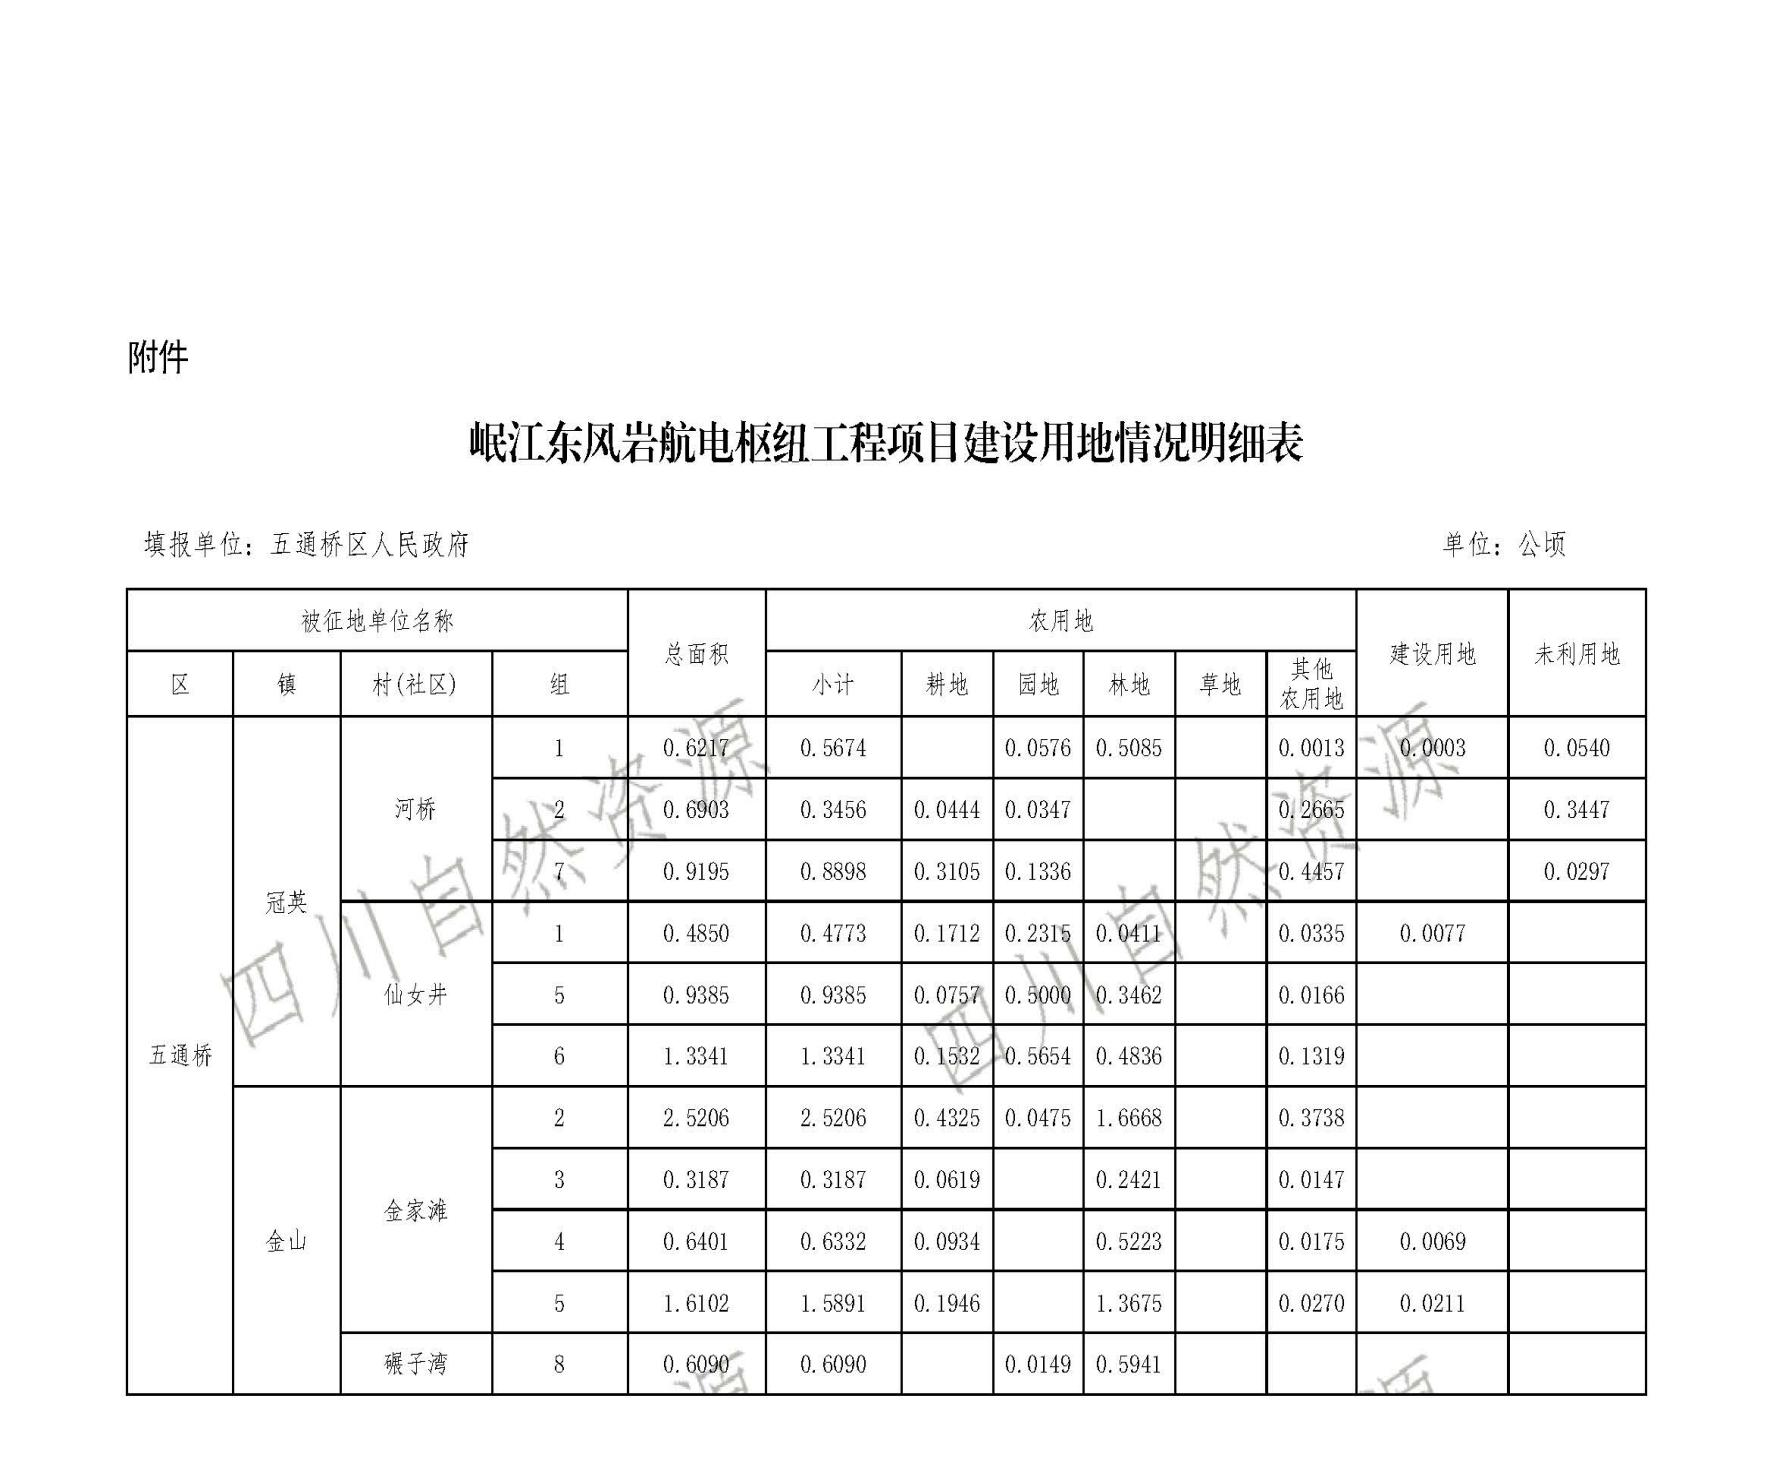 附件
岷江东风岩航电枢纽工程项目建设用地情况明细表
填报单位：五通桥区人民政府 单位：公顷
被征地单位名称 总面积 农用地 建设用地 未利用地
区 镇 村(社区) 组 小计 耕地 园地 林地 草地 其他农用地
五通桥 冠英 河桥 1 0.6217 0.5674 0.0576 0.5085 0.0013 0.0003 0.0540
2 0.6903 0.3456 0.0444 0.0347 0.2665 0.3447
7 0.9195 0.8898 0.3105 0.1336 0.4457 0.0297
仙女井 1 0.4850 0.4773 0.1712 0.2315 0.0411 0.0335 0.0077
5 0.9385 0.9385 0.0757 0.5000 0.3462 0.0166
6 1.3341 1.3341 0.1532 0.5654 0.4836 0.1319
金山 金家滩 2 2.5206 2.5206 0.4325 0.0475 1.6668 0.3738
3 0.3187 0.3187 0.0619 0.2421 0.0147
4 0.6401 0.6332 0.0934 0.5223 0.0175 0.0069
5 1.6102 1.5891 0.1946 1.3675 0.0270 0.0211
碾子湾 8 0.6090 0.6090 0.0149 0.5941
四川自然资源
四川自然资源
源
源